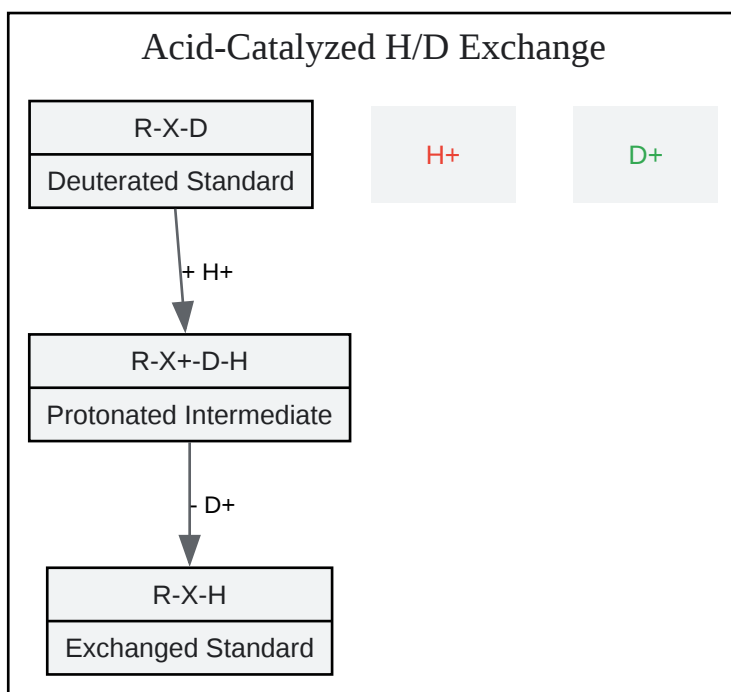 Acid-Catalyzed H/D Exchange
R-X-D
Deuterated Standard
H+
D+
+ H+
R-X+-D-H
Protonated Intermediate
- D+
R-X-H
Exchanged Standard